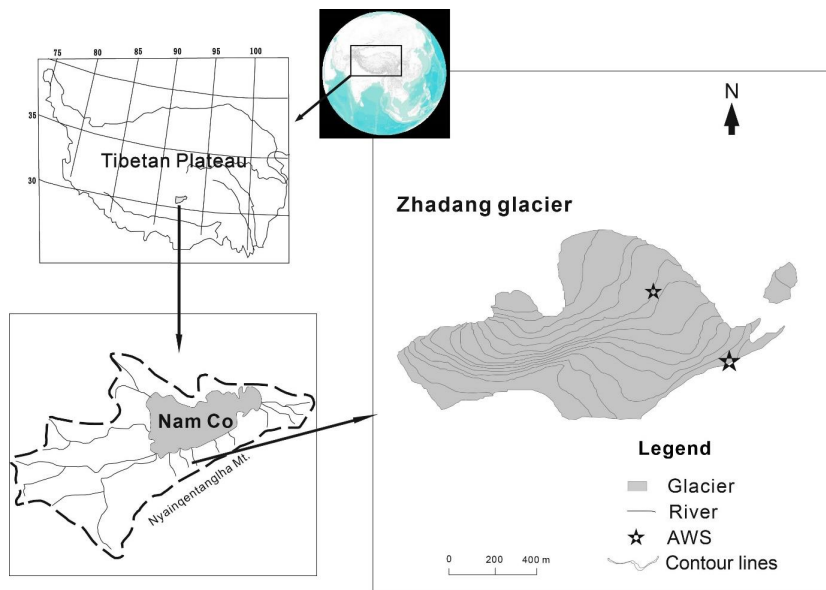 75 80 85 90 95 100
35
30
Tibetan Plateau
N
Zhadang glacier
Nam Co
Nyainqentanglha Mt.
Legend
Glacier
River
AWS
Contour lines
0 200 400 m